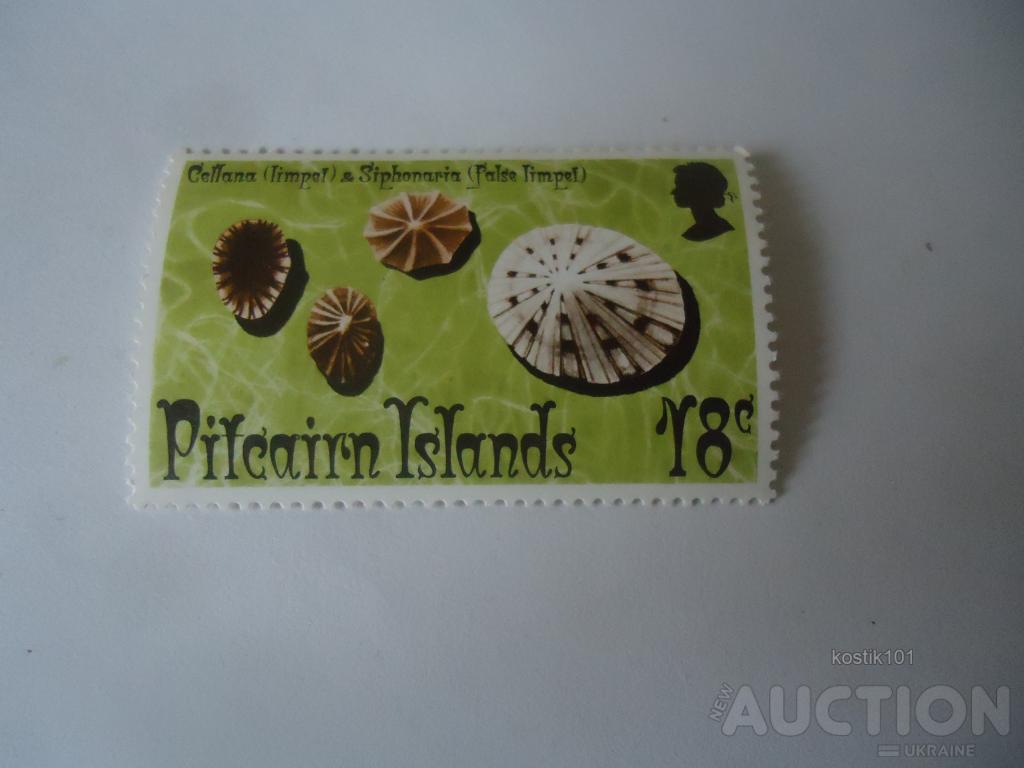 Cellana (limpet) & Siphonaria (false limpet)
Pitcairn Islands 18c
kostik101
NEW AUCTION
UKRAINE